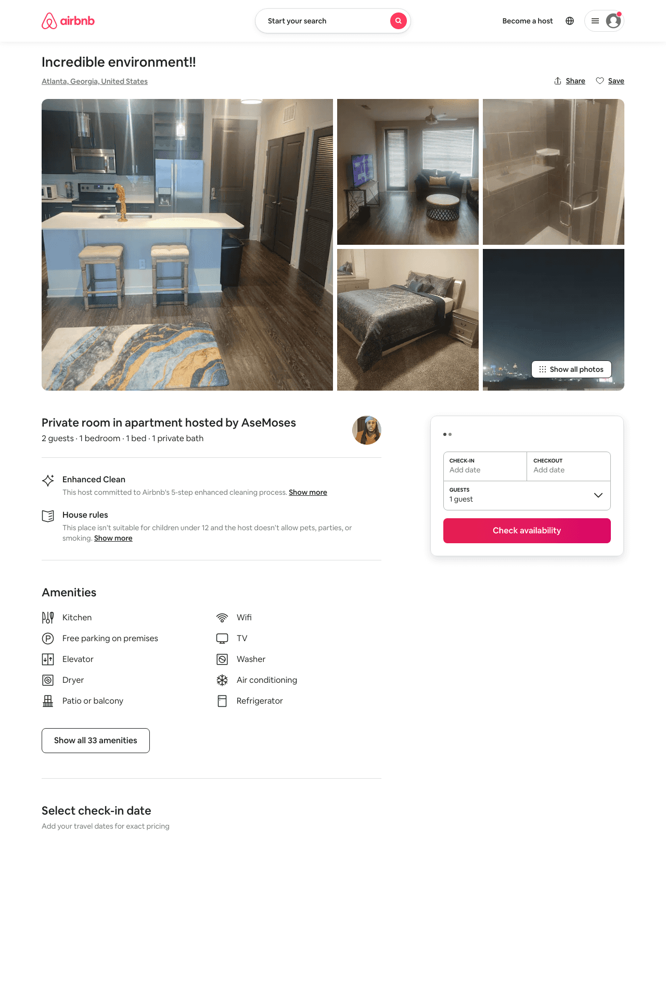 airbnb
Start your search
Become a host
Incredible environment!!
Atlanta, Georgia, United States
Share
Save
Show all photos
Private room in apartment hosted by AseMoses
2 guests · 1 bedroom · 1 bed · 1 private bath
Enhanced Clean
This host committed to Airbnb's 5-step enhanced cleaning process. Show more
House rules
This place isn’t suitable for children under 12 and the host doesn’t allow pets, parties, or
smoking. Show more
CHECK-IN
Add date
CHECKOUT
Add date
GUESTS
1 guest
Check availability
Amenities
Kitchen
Wifi
Free parking on premises
TV
Elevator
Washer
Dryer
Air conditioning
Patio or balcony
Refrigerator
Show all 33 amenities
Select check-in date
Add your travel dates for exact pricing